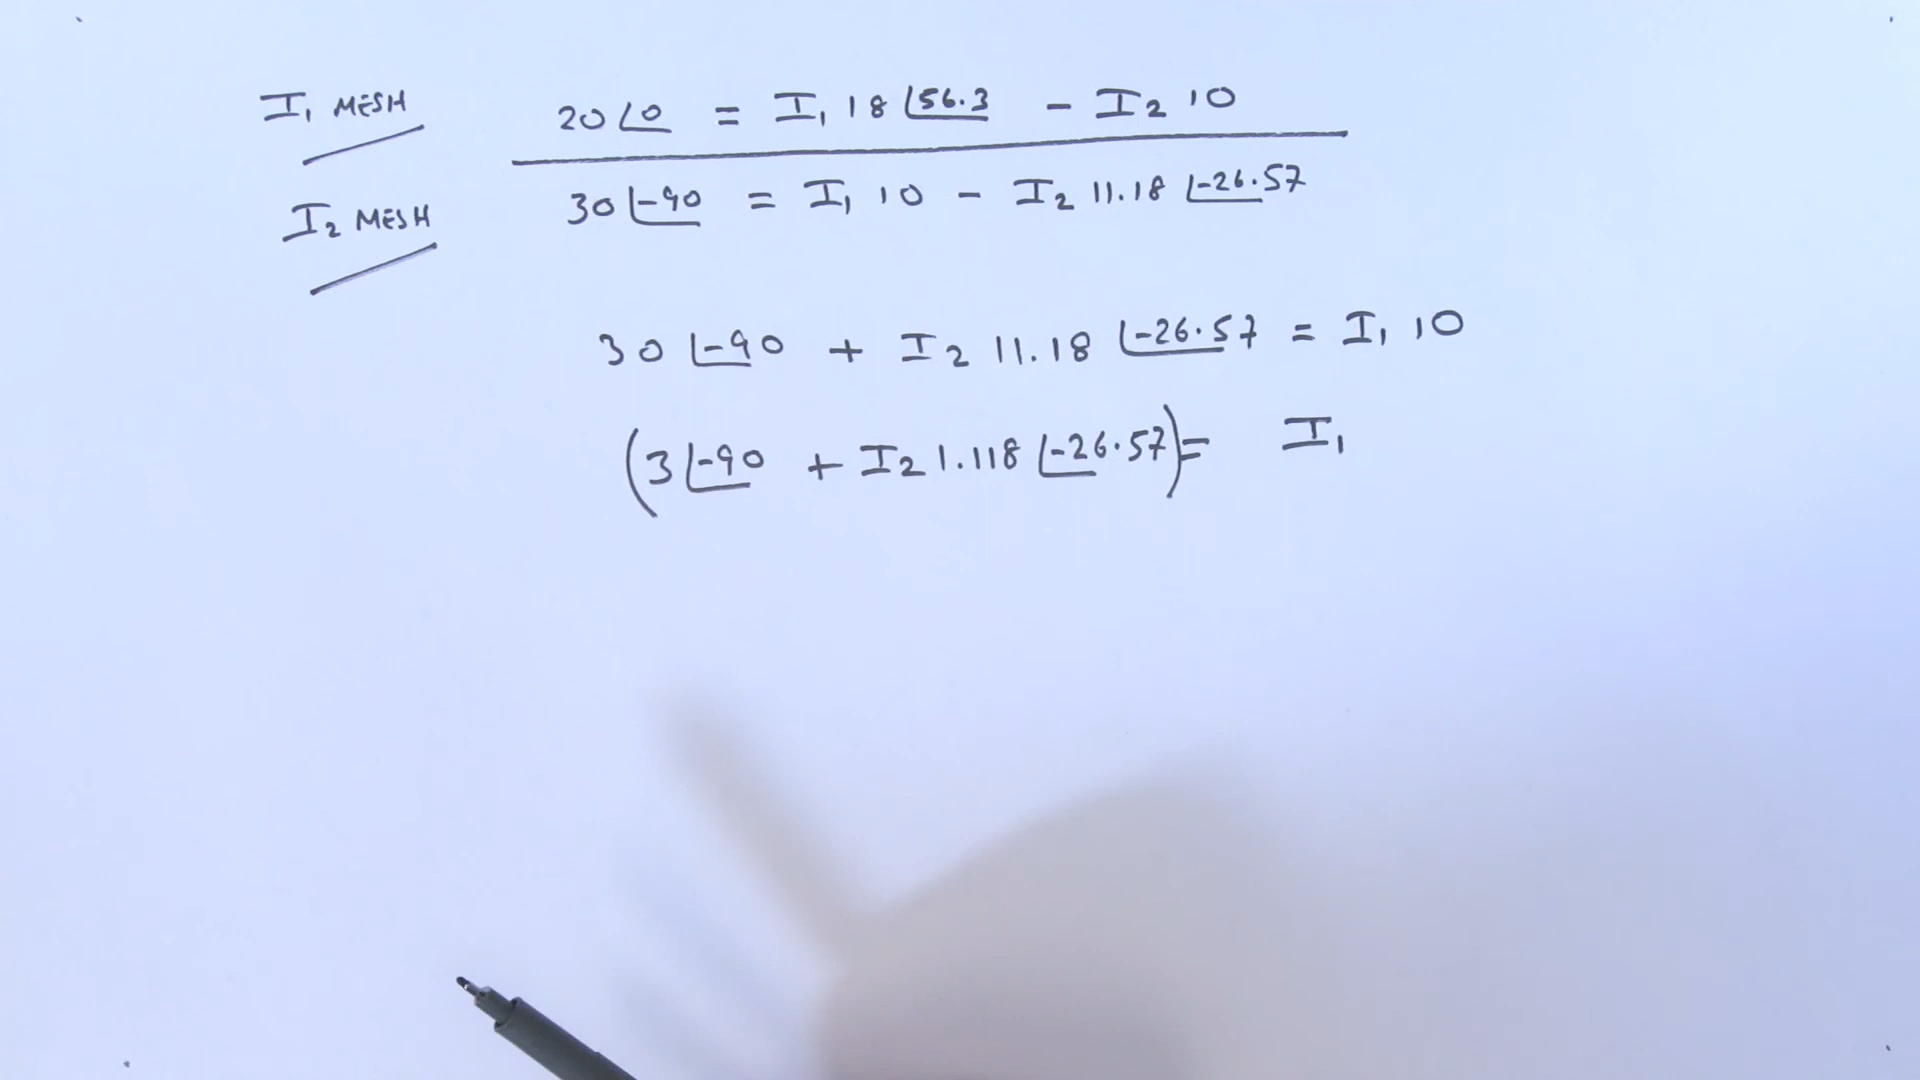 I₁ MESH 20∠0 = I₁ 18 ∠56.3 - I₂ 10
I₂ MESH 30∠-90 = I₁ 10 - I₂ 11.18 ∠-26.57
30 ∠-90 + I₂ 11.18 ∠-26.57 = I₁ 10
(3∠-90 + I₂ 1.118 ∠-26.57) = I₁